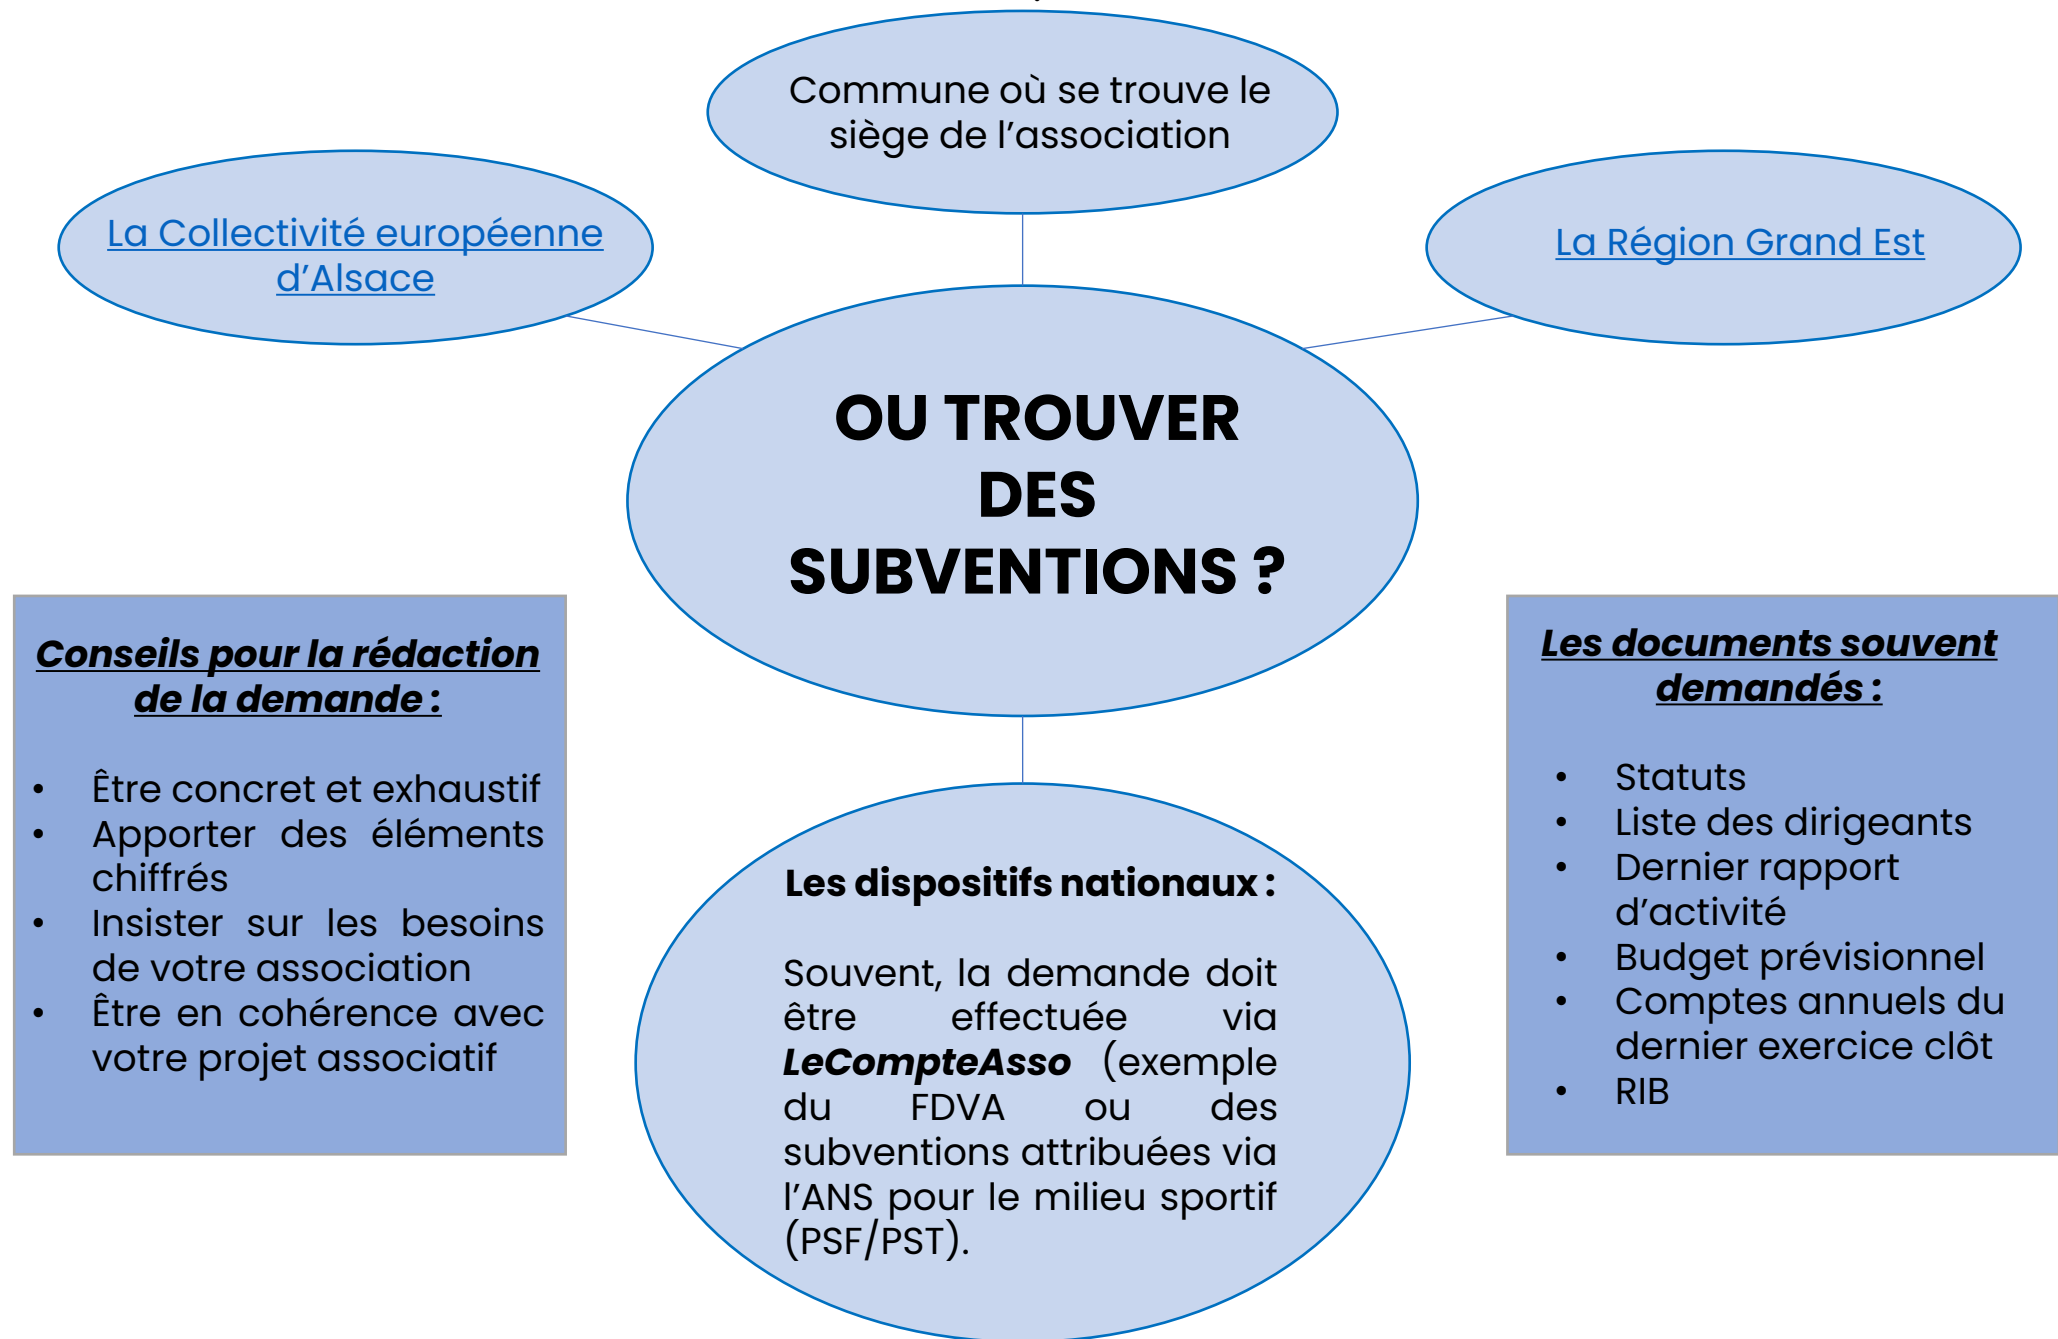 Commune où se trouve le
siège de l’association
La Collectivité européenne
d’Alsace
La Région Grand Est
OU TROUVER
DES
SUBVENTIONS ?
Conseils pour la rédaction
de la demande :
• Être concret et exhaustif
• Apporter des éléments
chiffrés
• Insister sur les besoins
de votre association
• Être en cohérence avec
votre projet associatif
Les dispositifs nationaux :
Souvent, la demande doit
être effectuée via
LeCompteAsso (exemple
du FDVA ou des
subventions attribuées via
l’ANS pour le milieu sportif
(PSF/PST).
Les documents souvent
demandés :
• Statuts
• Liste des dirigeants
• Dernier rapport
d’activité
• Budget prévisionnel
• Comptes annuels du
dernier exercice clôt
• RIB